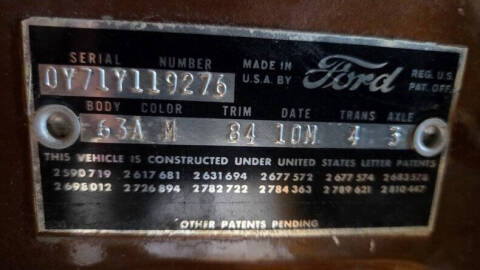 SERIAL NUMBER
MADE IN
U.S.A. BY
Ford
REG. U.S.
PAT. OFF.
0Y71Y119276
BODY COLOR TRIM DATE TRANS AXLE
63A M 84 10M 4 3
THIS VEHICLE IS CONSTRUCTED UNDER UNITED STATES LETTER PATENTS
2590719 2617681 2631694 2677572 2677574 2683578
2698012 2726894 2782722 2784363 2789621 2810447
OTHER PATENTS PENDING